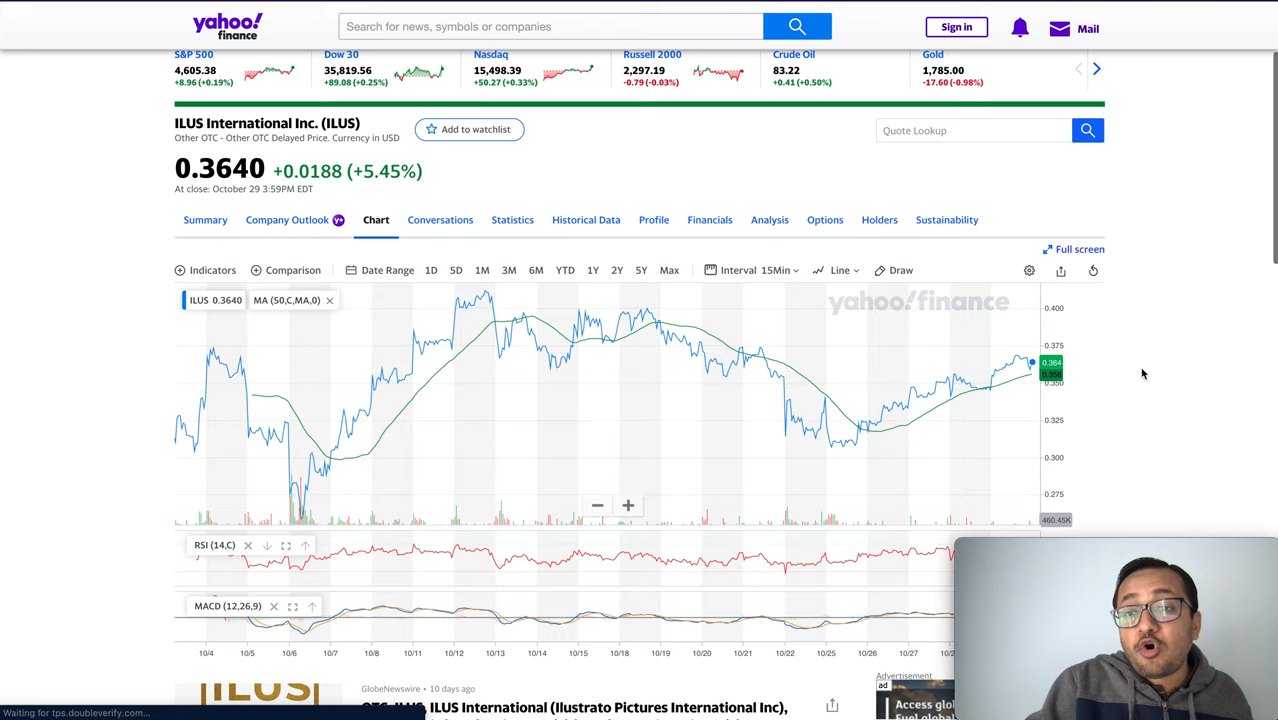 yahoo!
finance
Search for news, symbols or companies
Sign in
Mail
S&P 500
4,605.38
+8.96 (+0.19%)
Dow 30
35,819.56
+89.08 (+0.25%)
Nasdaq
15,498.39
+50.27 (+0.33%)
Russell 2000
2,297.19
-0.79 (-0.03%)
Crude Oil
83.22
+0.41 (+0.50%)
Gold
1,785.00
-17.60 (-0.98%)
ILUS International Inc. (ILUS)
Other OTC - Other OTC Delayed Price. Currency in USD
Add to watchlist
Quote Lookup
0.3640 +0.0188 (+5.45%)
At close: October 29 3:59PM EDT
Summary Company Outlook Y+ Chart Conversations Statistics Historical Data Profile Financials Analysis Options Holders Sustainability
Full screen
Indicators Comparison Date Range 1D 5D 1M 3M 6M YTD 1Y 2Y 5Y Max Interval 15Min Line Draw
ILUS 0.3640 MA (50,C,MA,0)
yahoo!finance
0.400
0.375
0.364
0.350
0.325
0.300
0.275
460.45K
RSI (14,C)
MACD (12,26,9)
10/4 10/5 10/6 10/7 10/8 10/11 10/12 10/13 10/14 10/15 10/18 10/19 10/20 10/21 10/22 10/25 10/26 10/27
ILUS
GlobeNewswire • 10 days ago
ILUS International (Ilustrato Pictures International Inc),
Advertisement
ad
Access glo
Fuel global
Waiting for tps.doubleverify.com...